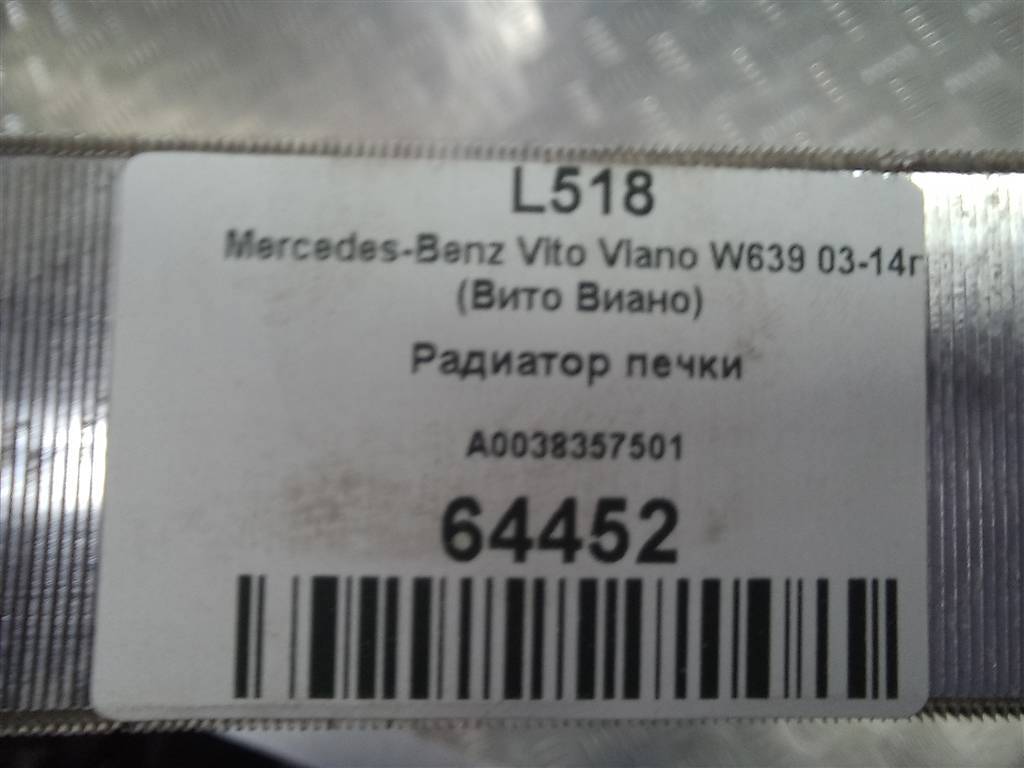 L518
Mercedes-Benz Vito Viano W639 03-14г
(Вито Виано)
Радиатор печки
A0038357501
64452